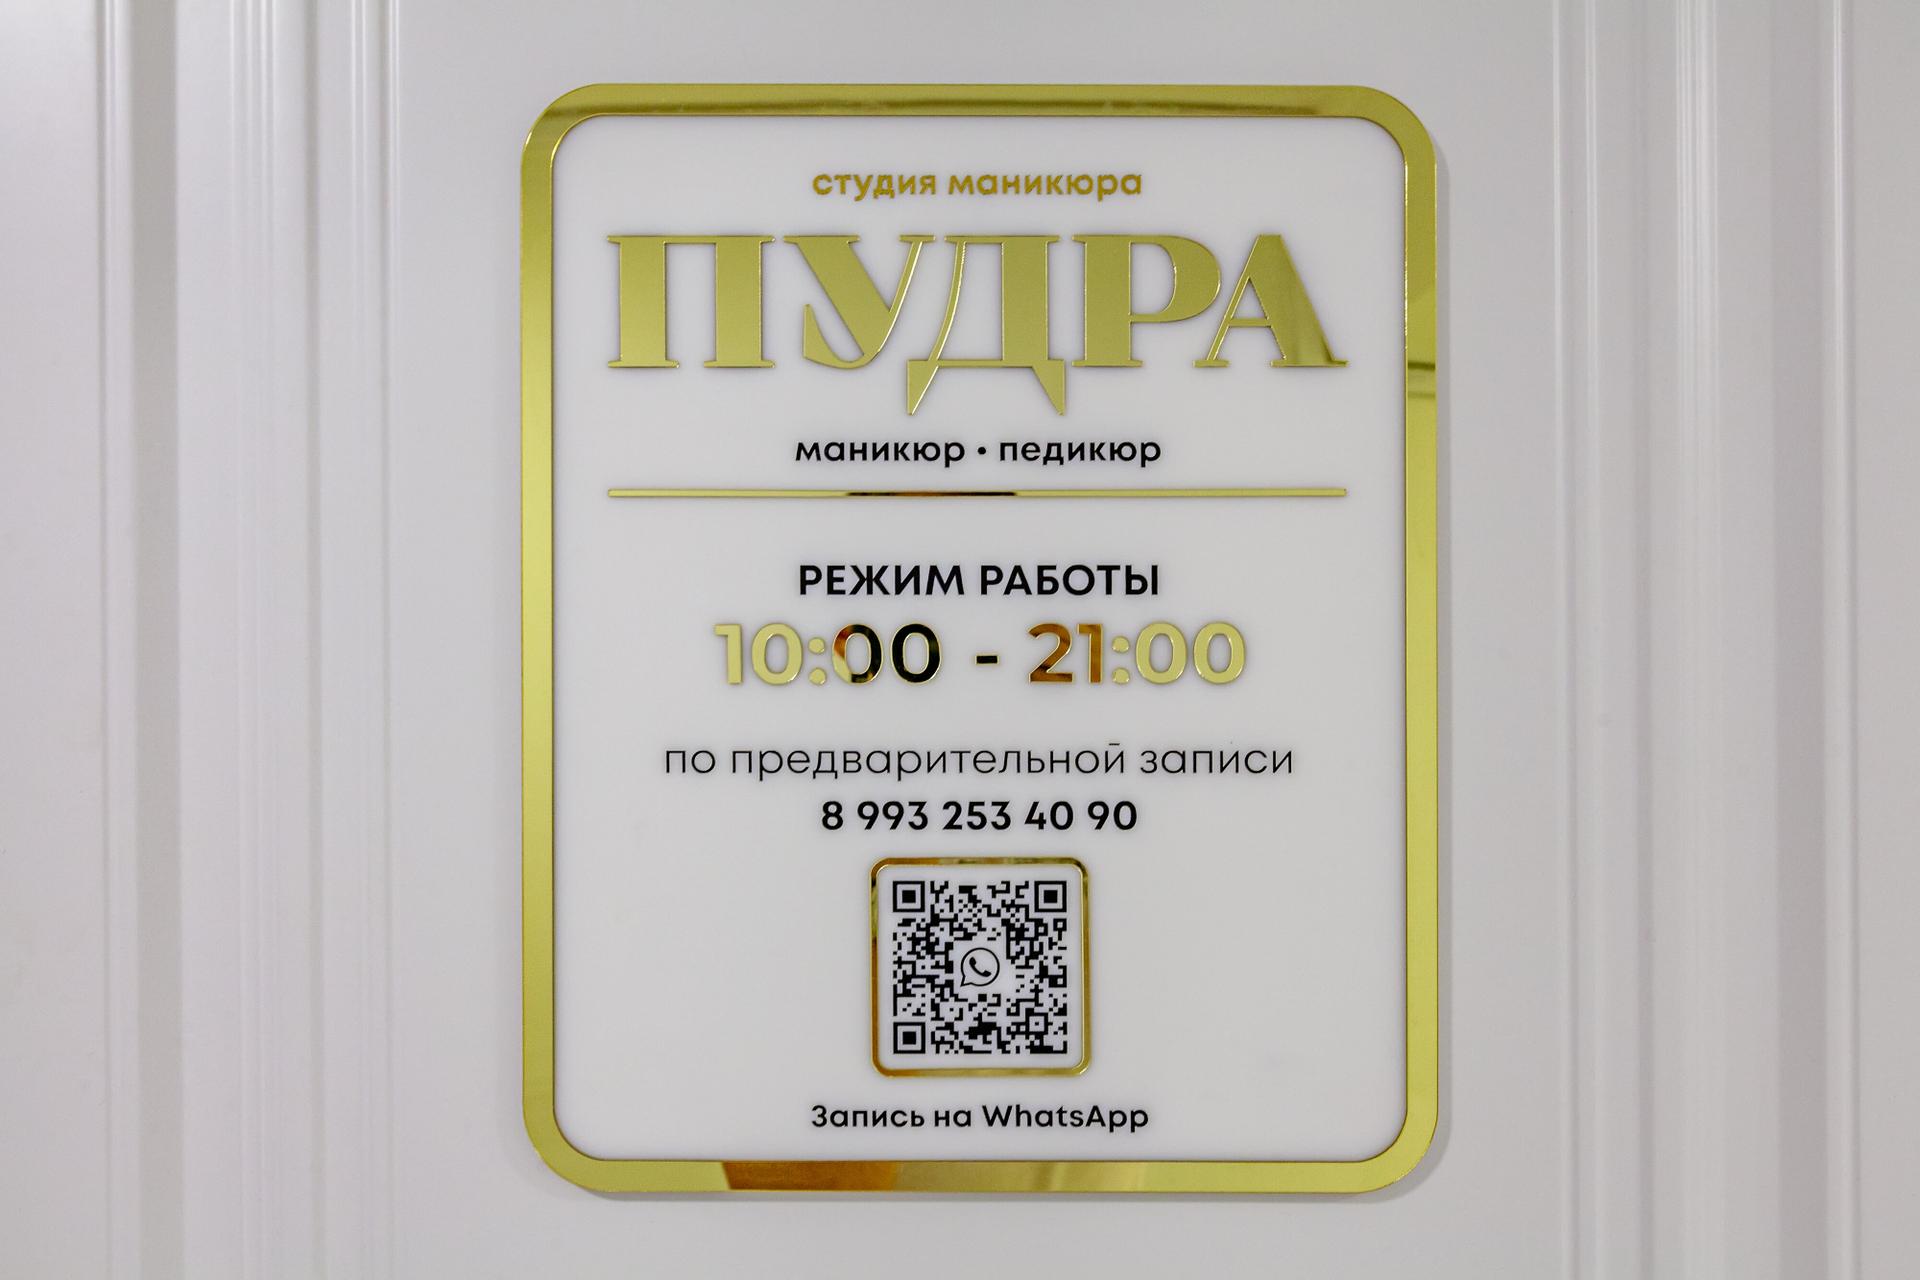 студия маникюра
ПУДРА
маникюр • педикюр
РЕЖИМ РАБОТЫ
10:00 - 21:00
по предварительной записи
8 993 253 40 90
Запись на WhatsApp